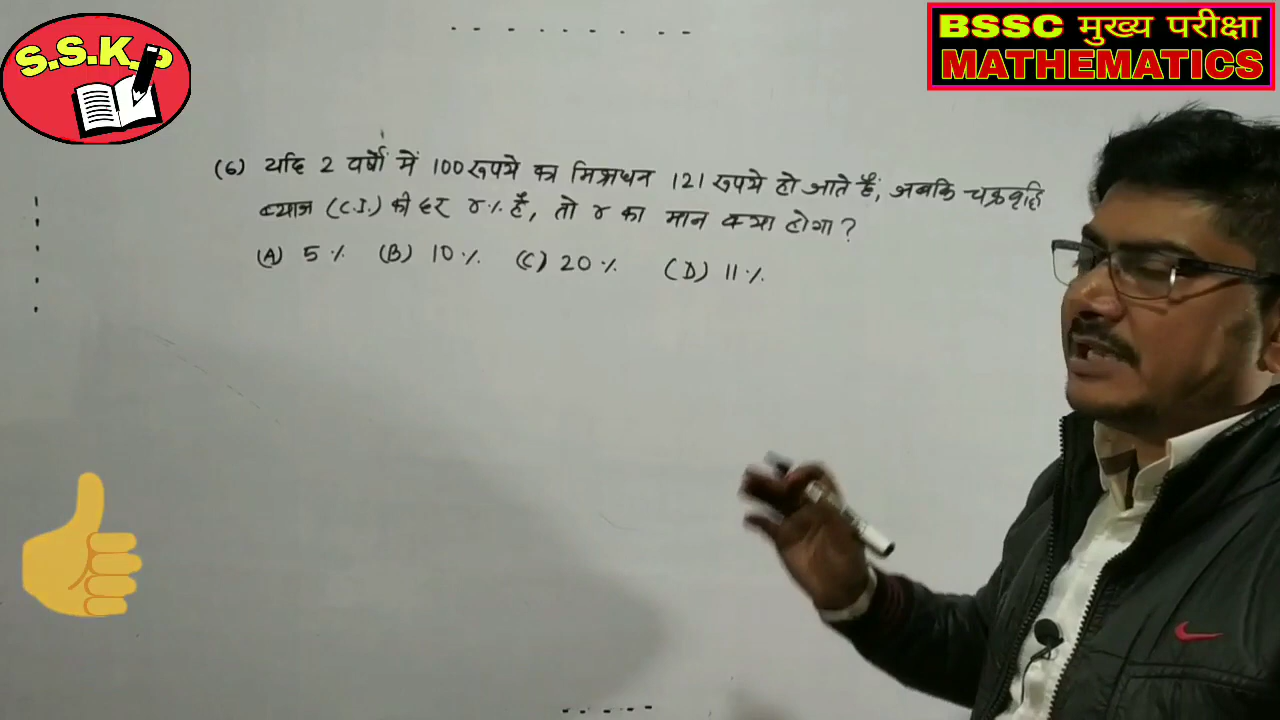 S.S.K.P
BSSC मुख्य परीक्षा
MATHEMATICS
(6) यदि 2 वर्षों में 100 रूपये का मिश्रधन 121 रूपये हो जाते हैं, जबकि चक्रवृद्धि
ब्याज (C.I.) की दर r% है, तो r का मान क्या होगा?
(A) 5% (B) 10% (C) 20% (D) 11%